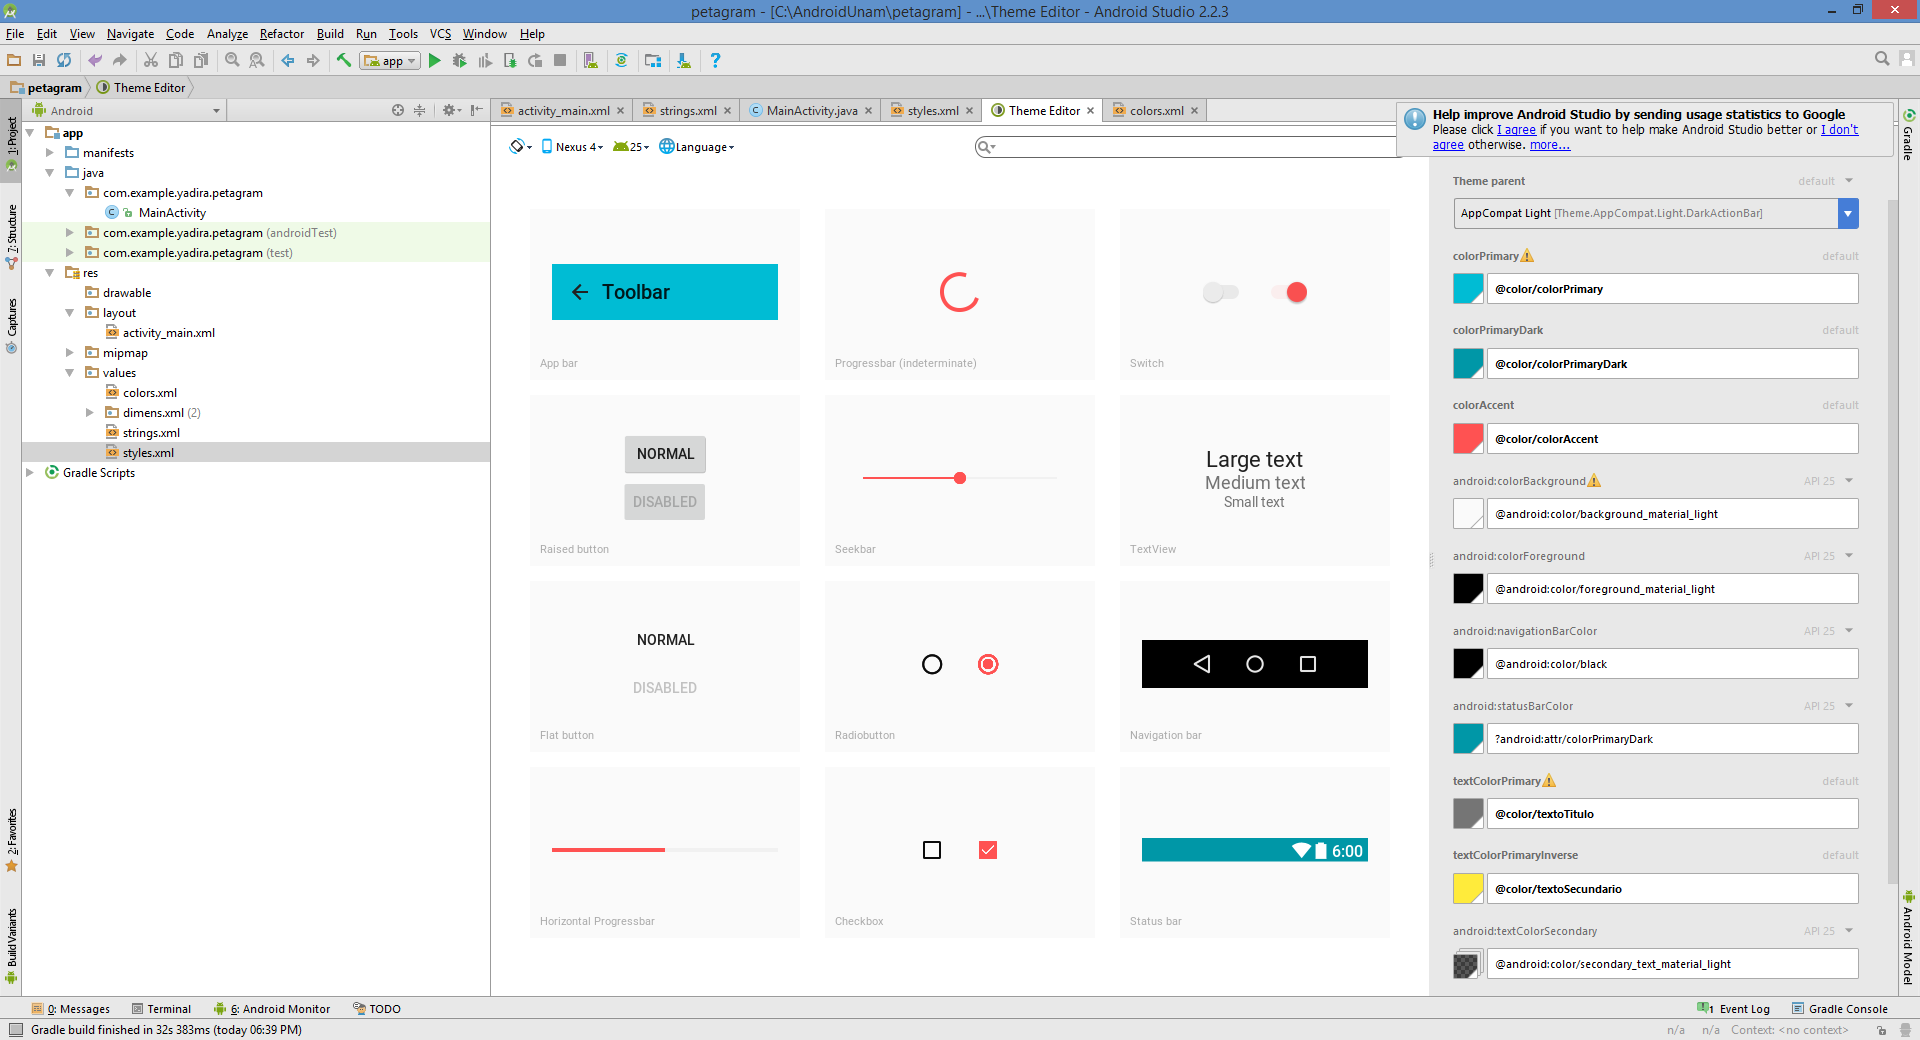 petagram - [C:\AndroidUnam\petagram] - ...\Theme Editor - Android Studio 2.2.3
File Edit View Navigate Code Analyze Refactor Build Run Tools VCS Window Help
app
petagram Theme Editor
Android
activity_main.xml strings.xml MainActivity.java styles.xml Theme Editor colors.xml
Nexus 4 25 Language
Help improve Android Studio by sending usage statistics to Google
Please click I agree if you want to help make Android Studio better or I don't
agree otherwise. more...
1: Project
7: Structure
Captures
2: Favorites
Build Variants
app
manifests
java
com.example.yadira.petagram
MainActivity
com.example.yadira.petagram (androidTest)
com.example.yadira.petagram (test)
res
drawable
layout
activity_main.xml
mipmap
values
colors.xml
dimens.xml (2)
strings.xml
styles.xml
Gradle Scripts
Toolbar
App bar
Progressbar (indeterminate)
Switch
NORMAL
DISABLED
Raised button
Seekbar
Large text
Medium text
Small text
TextView
NORMAL
DISABLED
Flat button
Radiobutton
Navigation bar
Horizontal Progressbar
Checkbox
6:00
Status bar
Theme parent default
AppCompat Light [Theme.AppCompat.Light.DarkActionBar]
colorPrimary default
@color/colorPrimary
colorPrimaryDark default
@color/colorPrimaryDark
colorAccent default
@color/colorAccent
android:colorBackground API 25
@android:color/background_material_light
android:colorForeground API 25
@android:color/foreground_material_light
android:navigationBarColor API 25
@android:color/black
android:statusBarColor API 25
?android:attr/colorPrimaryDark
textColorPrimary default
@color/textoTitulo
textColorPrimaryInverse default
@color/textoSecundario
android:textColorSecondary API 25
@android:color/secondary_text_material_light
Gradle
Android Model
0: Messages Terminal 6: Android Monitor TODO 1 Event Log Gradle Console
Gradle build finished in 32s 383ms (today 06:39 PM) n/a n/a Context: <no context>